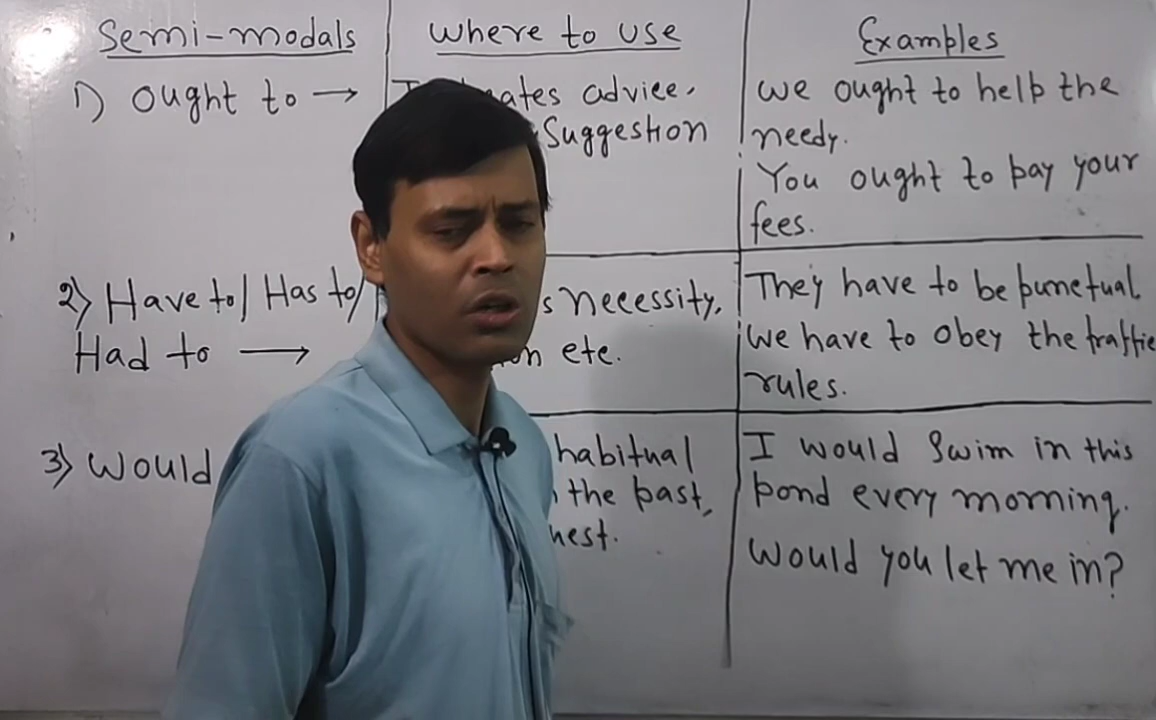 Semi-modals
1) Ought to →
2) Have to/ Has to/
Had to →
3) Would
Where to use
advice,
Suggestion
necessity,
etc.
habitual
the past,
Examples
We ought to help the
needy.
You ought to pay your
fees.
They have to be punctual.
We have to obey the traffic
rules.
I would swim in this
pond every morning.
Would you let me in?